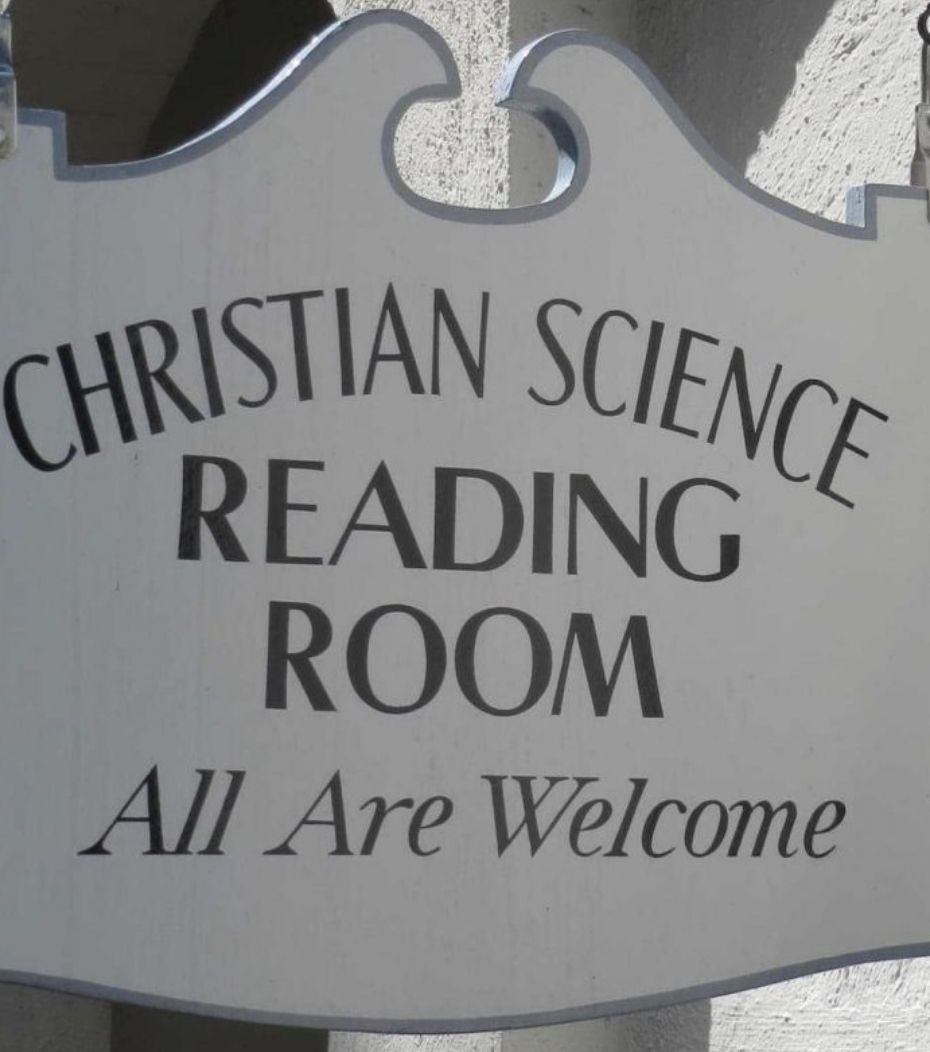 CHRISTIAN SCIENCE
READING
ROOM
All Are Welcome